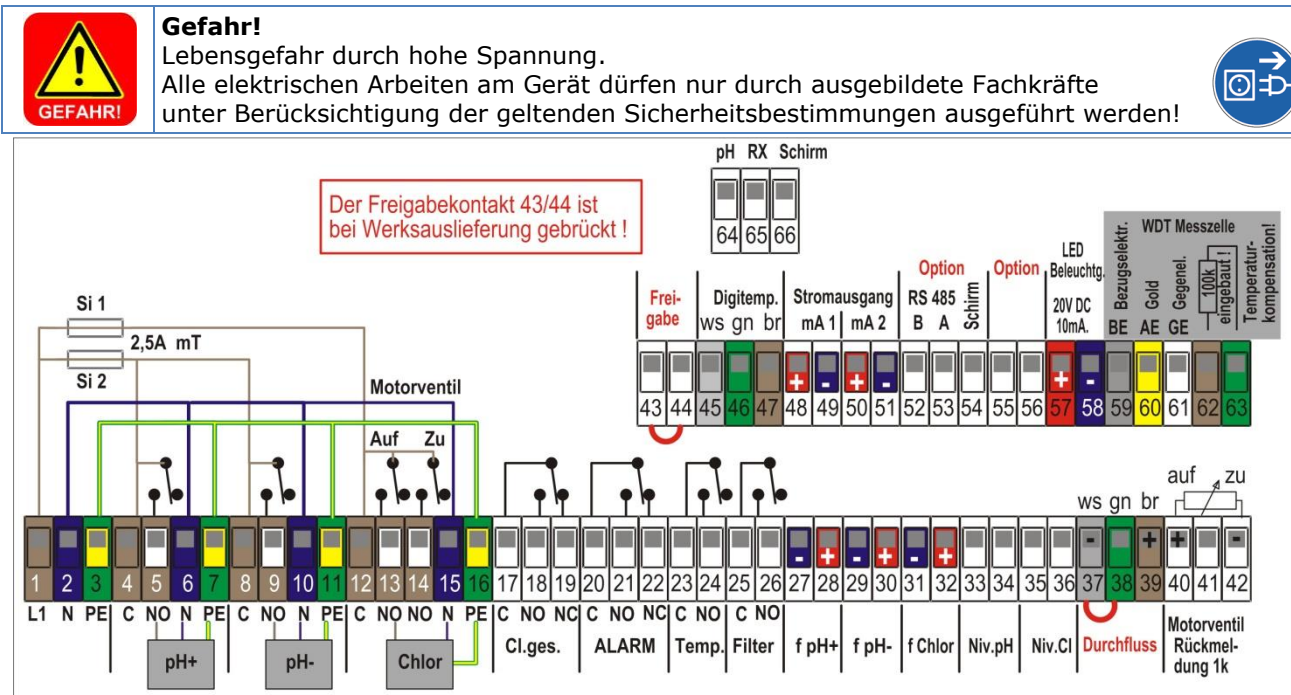 GEFAHR!
Gefahr!
Lebensgefahr durch hohe Spannung.
Alle elektrischen Arbeiten am Gerät dürfen nur durch ausgebildete Fachkräfte
unter Berücksichtigung der geltenden Sicherheitsbestimmungen ausgeführt werden!
pH RX Schirm
64 65 66
Der Freigabekontakt 43/44 ist
bei Werksauslieferung gebrückt !
Frei-
gabe
Digitemp.
ws gn br
Stromausgang
mA 1 mA 2
Option
RS 485
B A
Schirm
Option
LED
Beleuchtg.
20V DC
10mA.
WDT Messzelle
Bezugselektr.
Gold
Gegenel.
100k
eingebaut !
Temperatur-
kompensation!
BE AE GE
+ - + - + -
43 44 45 46 47 48 49 50 51 52 53 54 55 56 57 58 59 60 61 62 63
Si 1
2,5A mT
Si 2
Motorventil
Auf Zu
auf zu
ws gn br
- + - + - + - + + -
1 2 3 4 5 6 7 8 9 10 11 12 13 14 15 16 17 18 19 20 21 22 23 24 25 26 27 28 29 30 31 32 33 34 35 36 37 38 39 40 41 42
L1 N PE C NO N PE C NO N PE C NO NO N PE C NO NC C NO NC C NO C NO
pH+
pH-
Chlor
Cl.ges.
ALARM
Temp.
Filter
f pH+
f pH-
f Chlor
Niv.pH
Niv.Cl
Durchfluss
Motorventil
Rückmel-
dung 1k